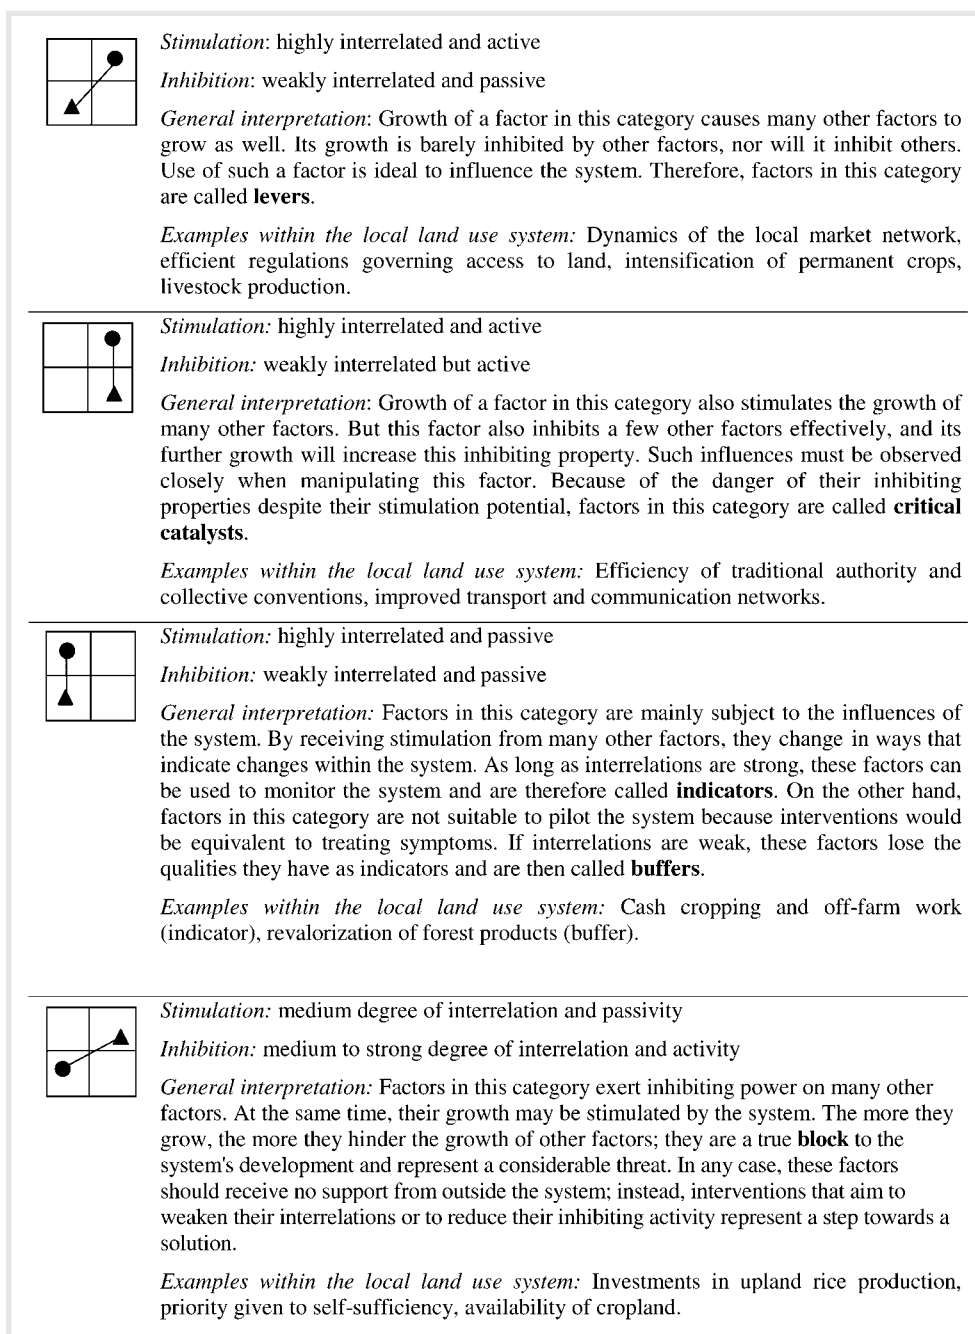 Stimulation: highly interrelated and active
Inhibition: weakly interrelated and passive
General interpretation: Growth of a factor in this category causes many other factors to
grow as well. Its growth is barely inhibited by other factors, nor will it inhibit others.
Use of such a factor is ideal to influence the system. Therefore, factors in this category
are called levers.
Examples within the local land use system: Dynamics of the local market network,
efficient regulations governing access to land, intensification of permanent crops,
livestock production.
Stimulation: highly interrelated and active
Inhibition: weakly interrelated but active
General interpretation: Growth of a factor in this category also stimulates the growth of
many other factors. But this factor also inhibits a few other factors effectively, and its
further growth will increase this inhibiting property. Such influences must be observed
closely when manipulating this factor. Because of the danger of their inhibiting
properties despite their stimulation potential, factors in this category are called critical
catalysts.
Examples within the local land use system: Efficiency of traditional authority and
collective conventions, improved transport and communication networks.
Stimulation: highly interrelated and passive
Inhibition: weakly interrelated and passive
General interpretation: Factors in this category are mainly subject to the influences of
the system. By receiving stimulation from many other factors, they change in ways that
indicate changes within the system. As long as interrelations are strong, these factors can
be used to monitor the system and are therefore called indicators. On the other hand,
factors in this category are not suitable to pilot the system because interventions would
be equivalent to treating symptoms. If interrelations are weak, these factors lose the
qualities they have as indicators and are then called buffers.
Examples within the local land use system: Cash cropping and off-farm work
(indicator), revalorization of forest products (buffer).
Stimulation: medium degree of interrelation and passivity
Inhibition: medium to strong degree of interrelation and activity
General interpretation: Factors in this category exert inhibiting power on many other
factors. At the same time, their growth may be stimulated by the system. The more they
grow, the more they hinder the growth of other factors; they are a true block to the
system's development and represent a considerable threat. In any case, these factors
should receive no support from outside the system; instead, interventions that aim to
weaken their interrelations or to reduce their inhibiting activity represent a step towards a
solution.
Examples within the local land use system: Investments in upland rice production,
priority given to self-sufficiency, availability of cropland.